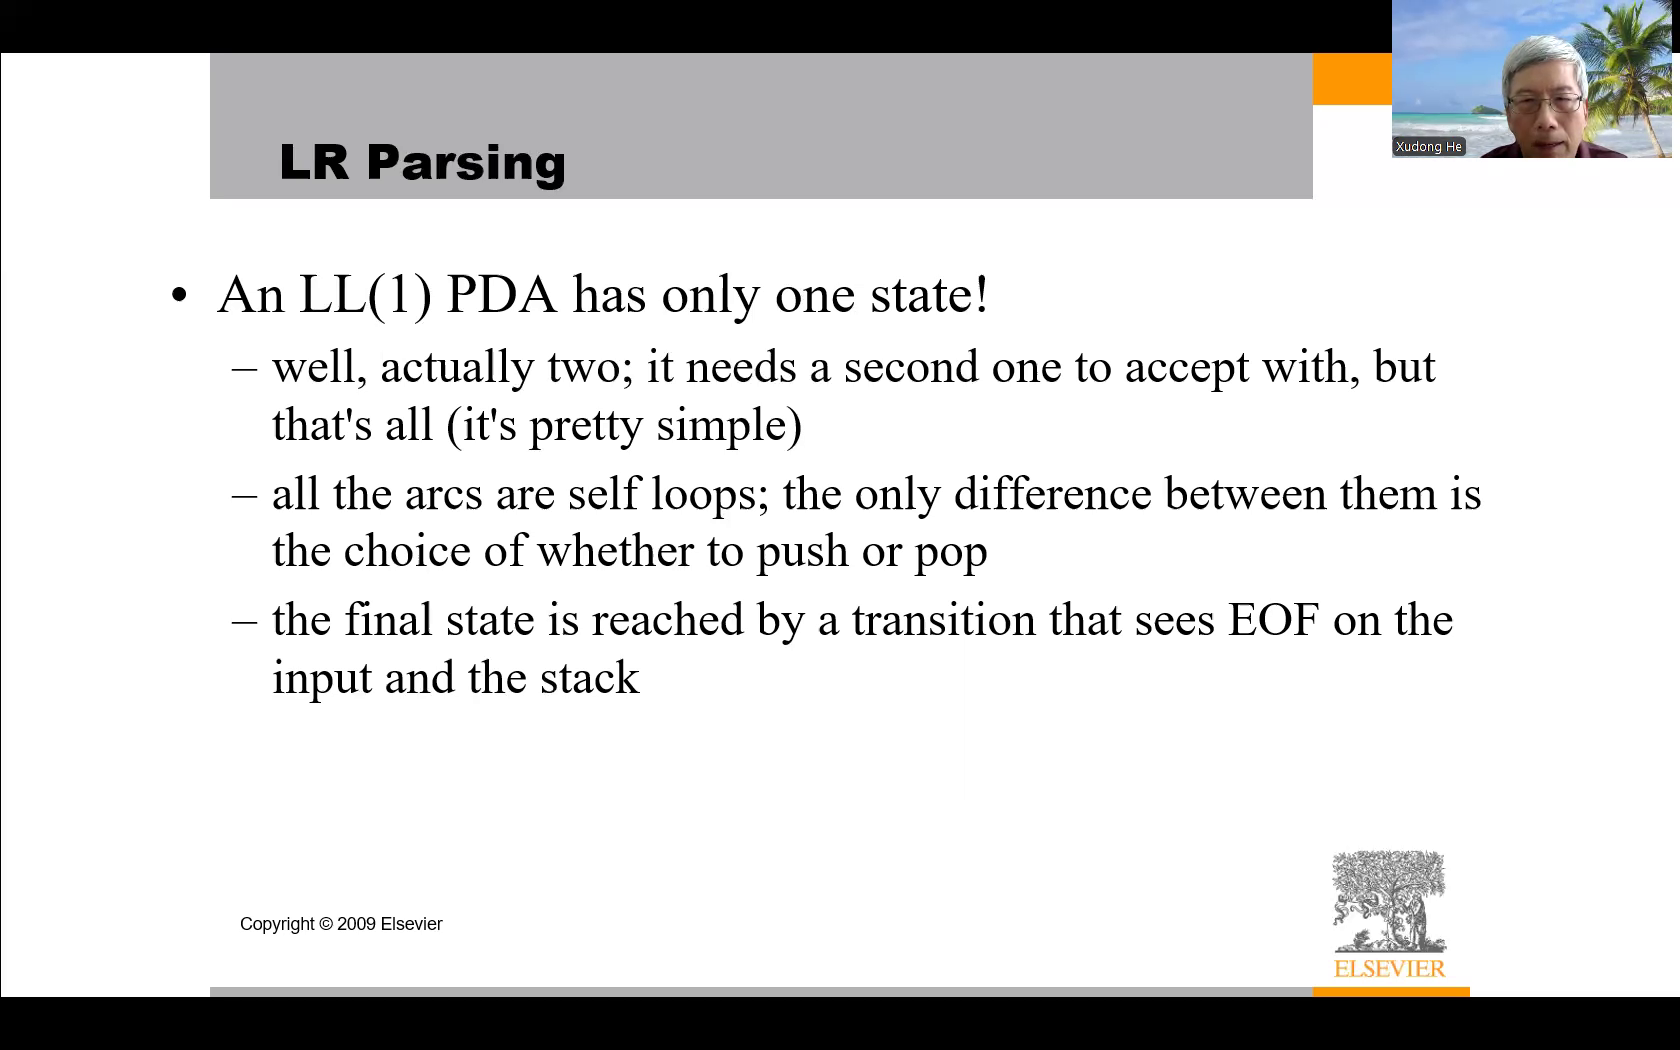 Xudong He
LR Parsing
• An LL(1) PDA has only one state!
– well, actually two; it needs a second one to accept with, but
that's all (it's pretty simple)
– all the arcs are self loops; the only difference between them is
the choice of whether to push or pop
– the final state is reached by a transition that sees EOF on the
input and the stack
Copyright © 2009 Elsevier
ELSEVIER